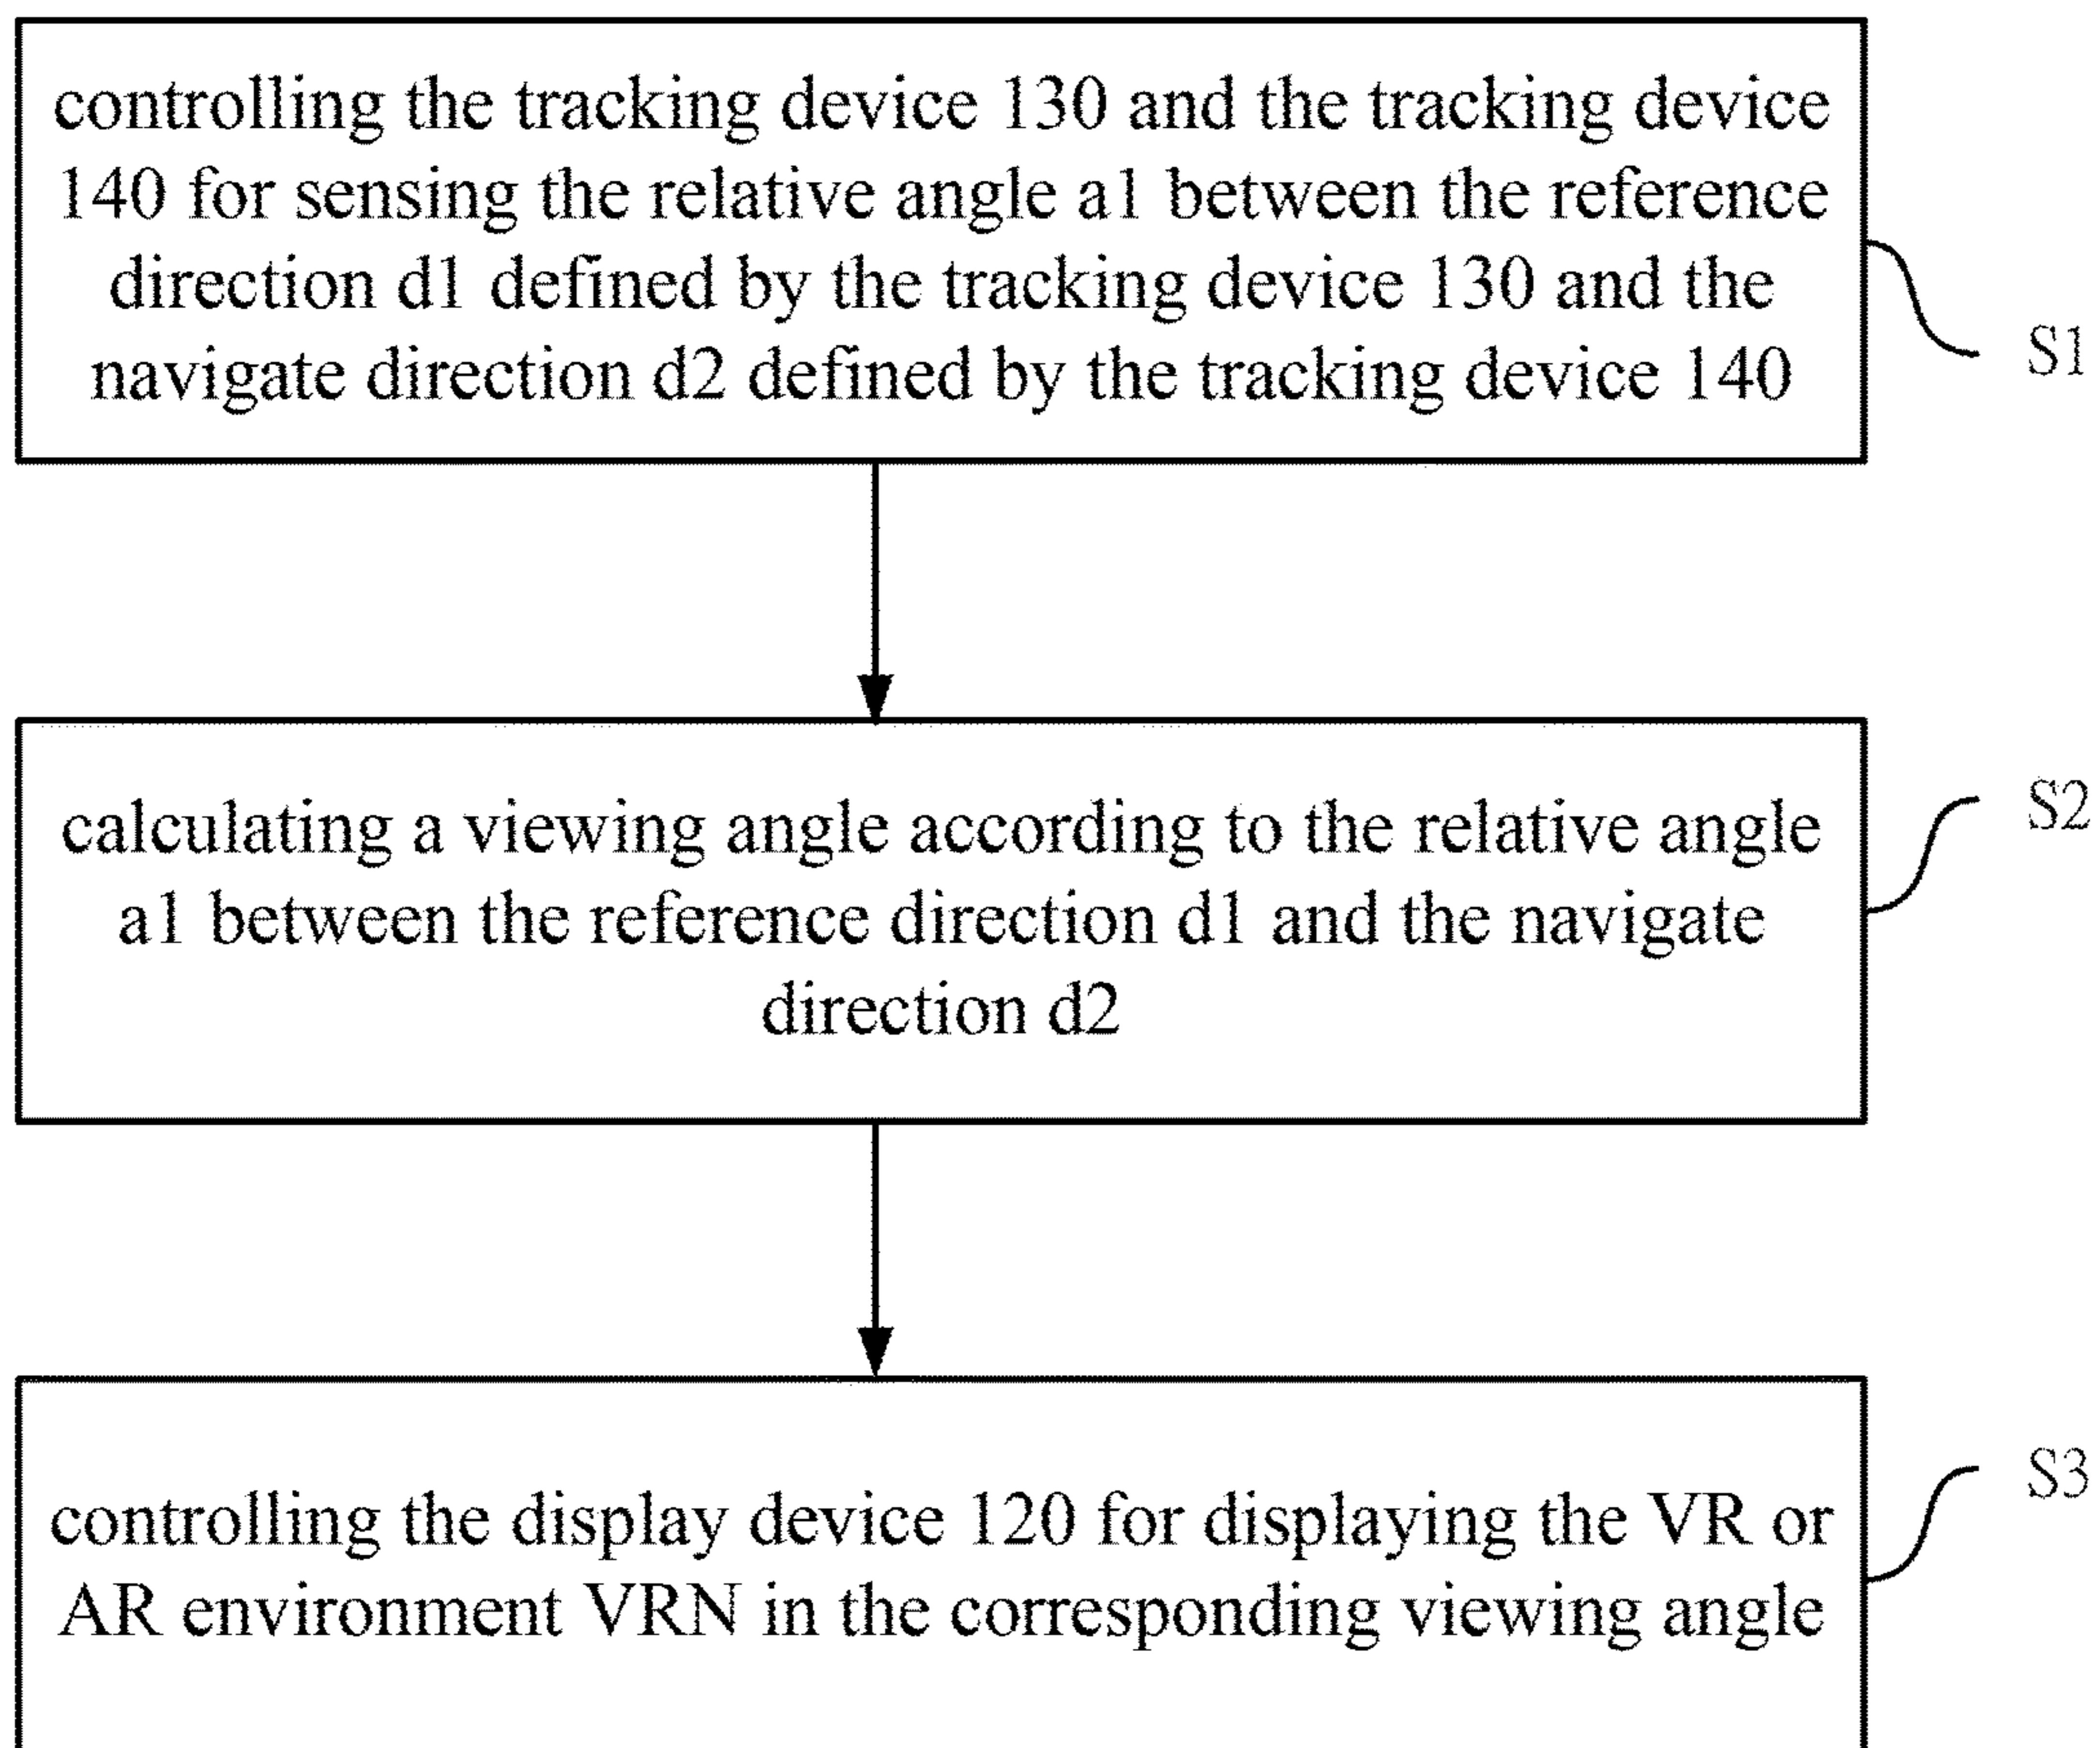 controlling the tracking device 130 and the tracking device
140 for sensing the relative angle a1 between the reference
direction d1 defined by the tracking device 130 and the
navigate direction d2 defined by the tracking device 140
S1
calculating a viewing angle according to the relative angle
a1 between the reference direction d1 and the navigate
direction d2
S2
controlling the display device 120 for displaying the VR or
AR environment VRN in the corresponding viewing angle
S3